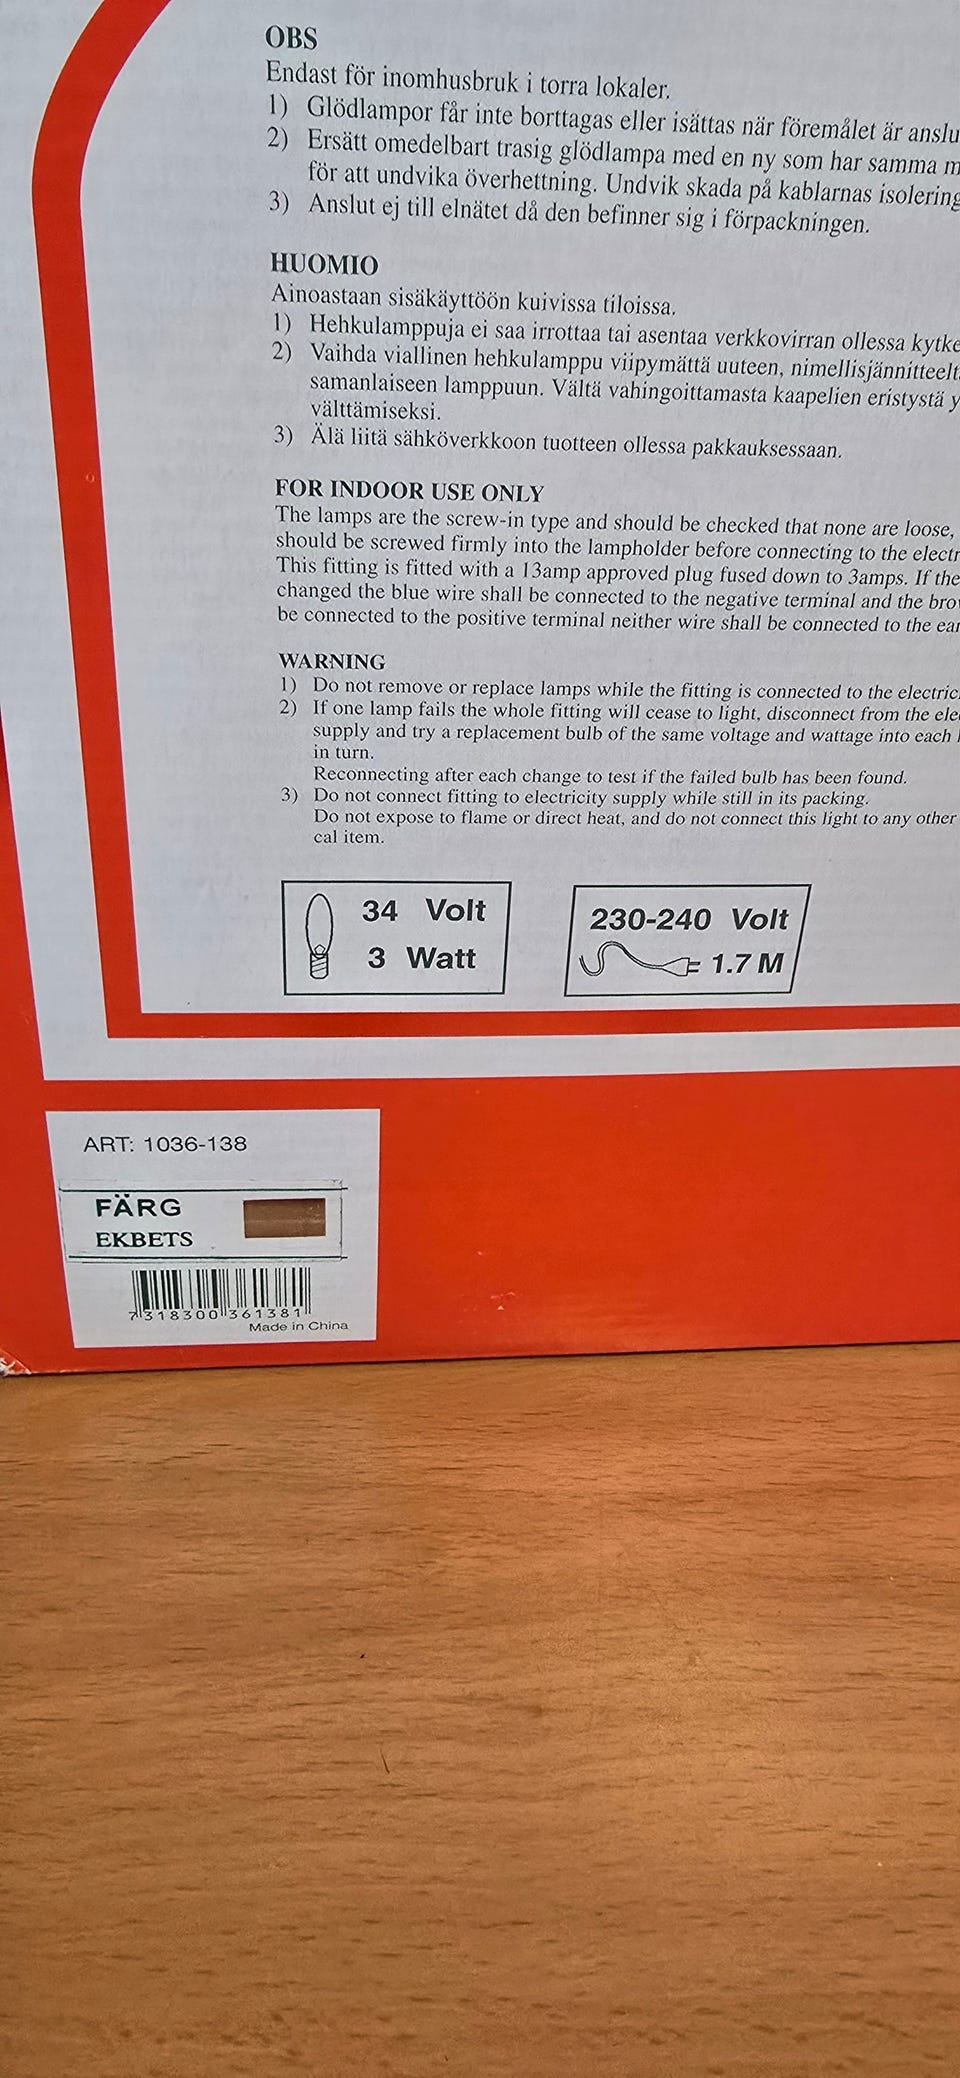 OBS
Endast för inomhusbruk i torra lokaler.
1) Glödlampor får inte borttagas eller isättas när föremålet är anslu
2) Ersätt omedelbart trasig glödlampa med en ny som har samma m
för att undvika överhettning. Undvik skada på kablarnas isolering
3) Anslut ej till elnätet då den befinner sig i förpackningen.
HUOMIO
Ainoastaan sisäkäyttöön kuivissa tiloissa.
1) Hehkulamppuja ei saa irrottaa tai asentaa verkkovirran ollessa kytke
2) Vaihda viallinen hehkulamppu viipymättä uuteen, nimellisjännitteelt
samanlaiseen lamppuun. Vältä vahingoittamasta kaapelien eristystä y
välttämiseksi.
3) Älä liitä sähköverkkoon tuotteen ollessa pakkauksessaan.
FOR INDOOR USE ONLY
The lamps are the screw-in type and should be checked that none are loose,
should be screwed firmly into the lampholder before connecting to the electr
This fitting is fitted with a 13amp approved plug fused down to 3amps. If the
changed the blue wire shall be connected to the negative terminal and the bro
be connected to the positive terminal neither wire shall be connected to the ear
WARNING
1) Do not remove or replace lamps while the fitting is connected to the electric
2) If one lamp fails the whole fitting will cease to light, disconnect from the ele
supply and try a replacement bulb of the same voltage and wattage into each
in turn.
Reconnecting after each change to test if the failed bulb has been found.
3) Do not connect fitting to electricity supply while still in its packing.
Do not expose to flame or direct heat, and do not connect this light to any other
cal item.
34 Volt
3 Watt
230-240 Volt
1.7 M
ART: 1036-138
FÄRG
EKBETS
7318300361381
Made in China